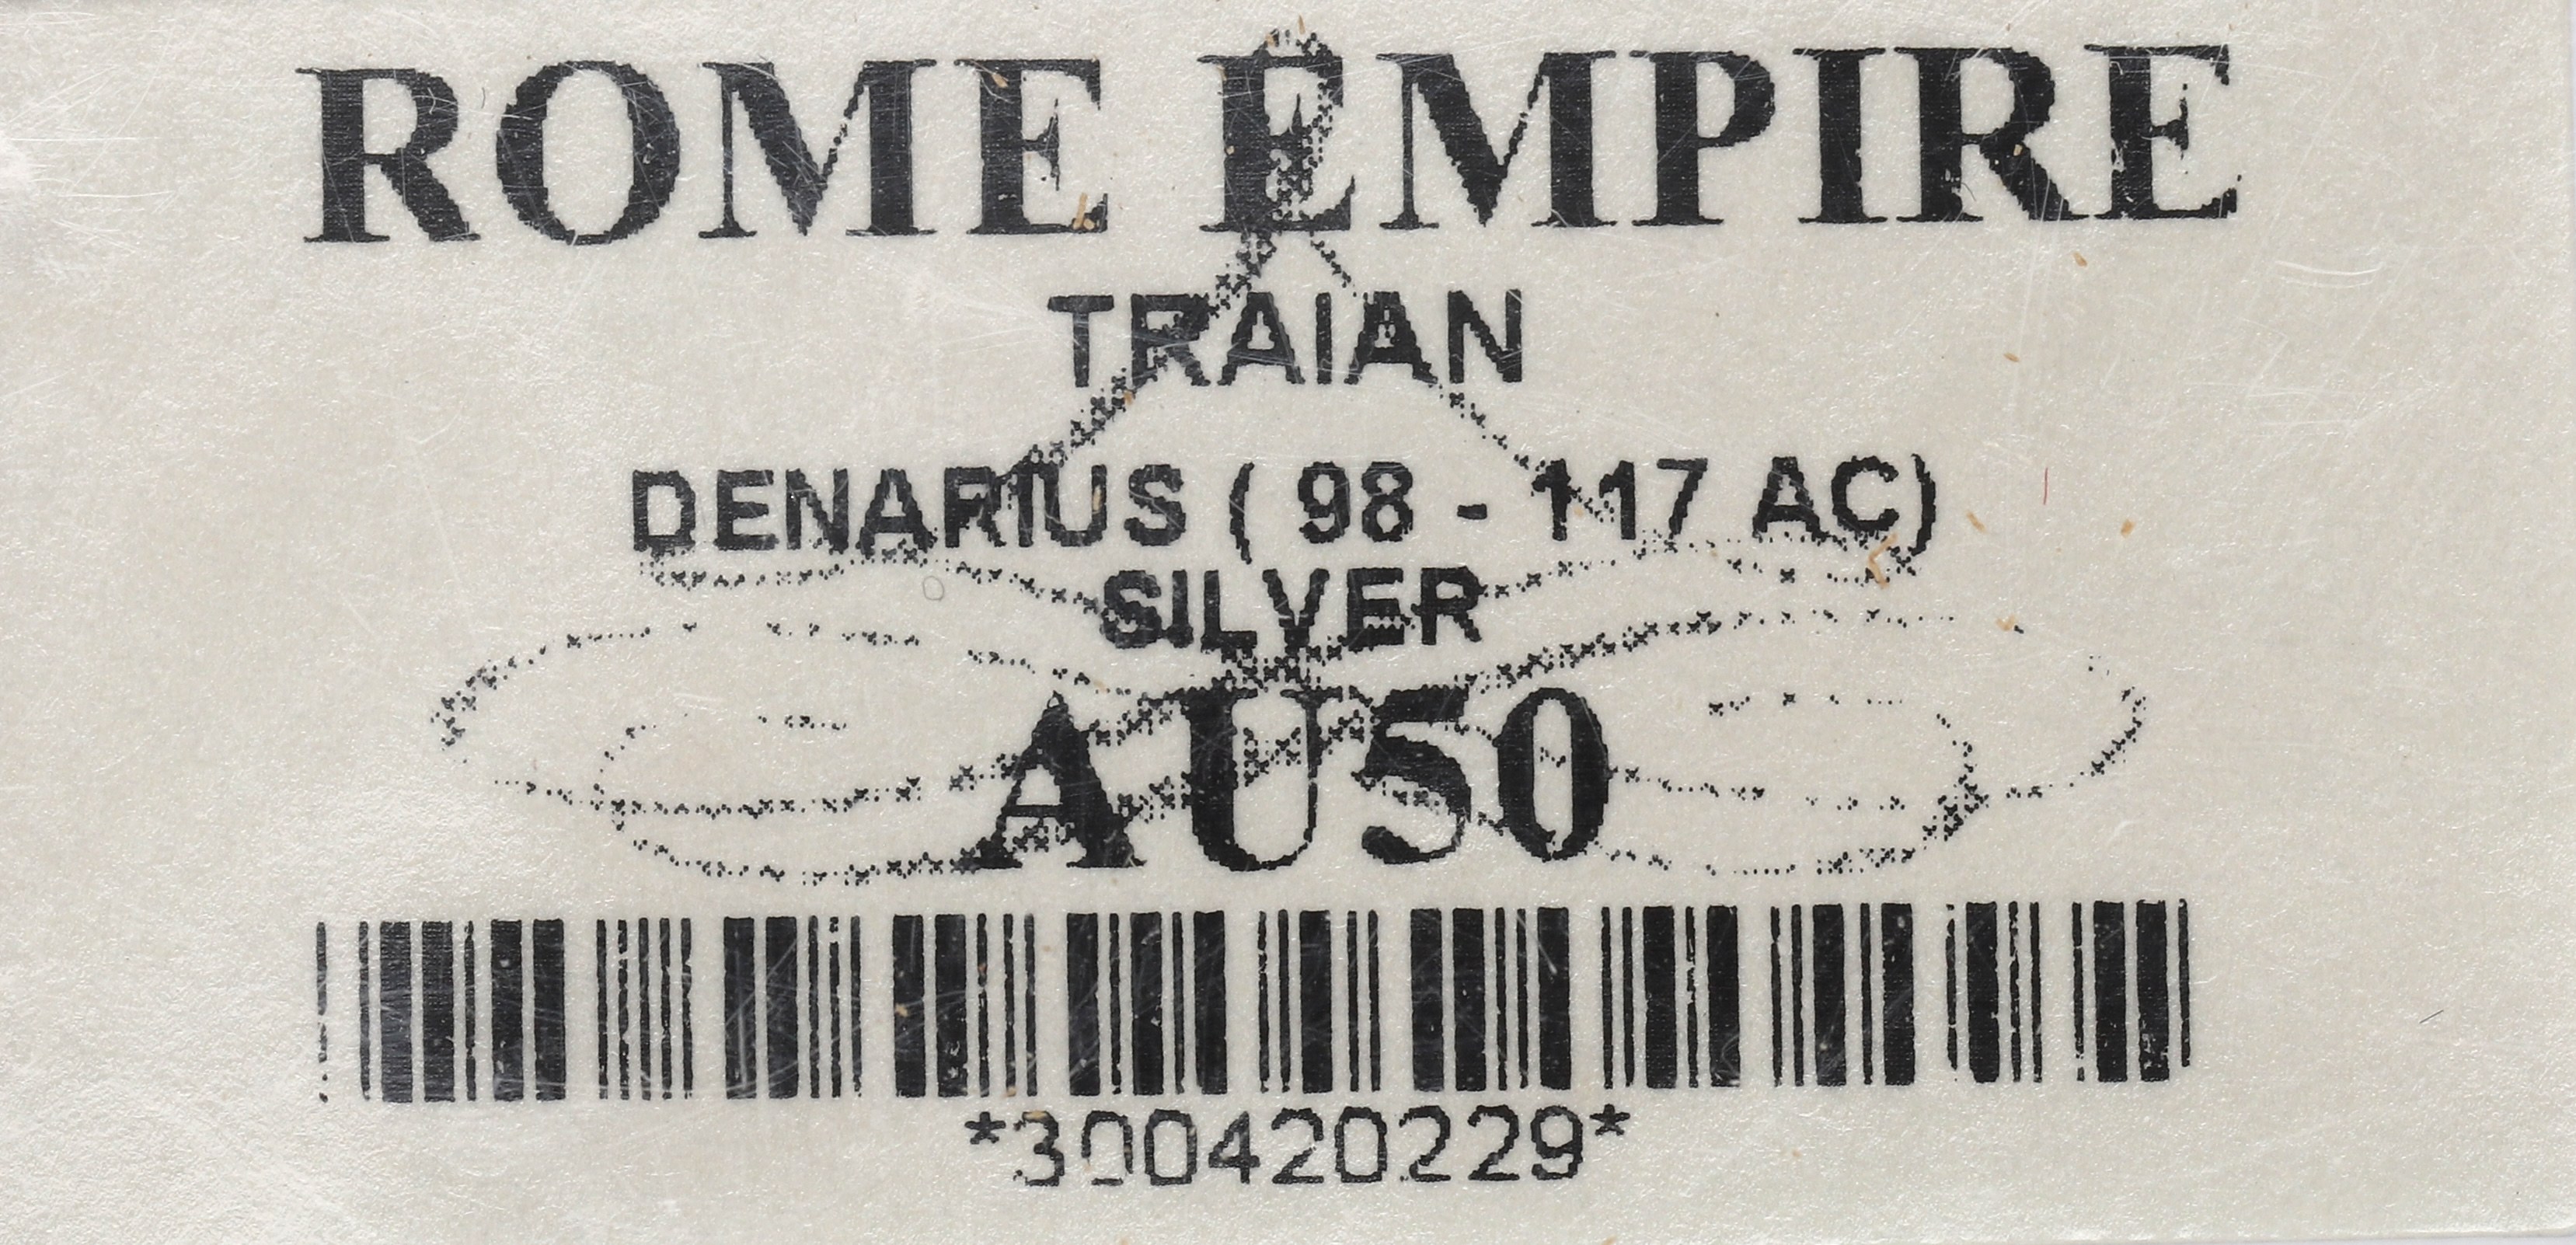 ROME EMPIRE
TRAIAN
DENARIUS ( 98 - 117 AC)
SILVER
AU50
*300420229*